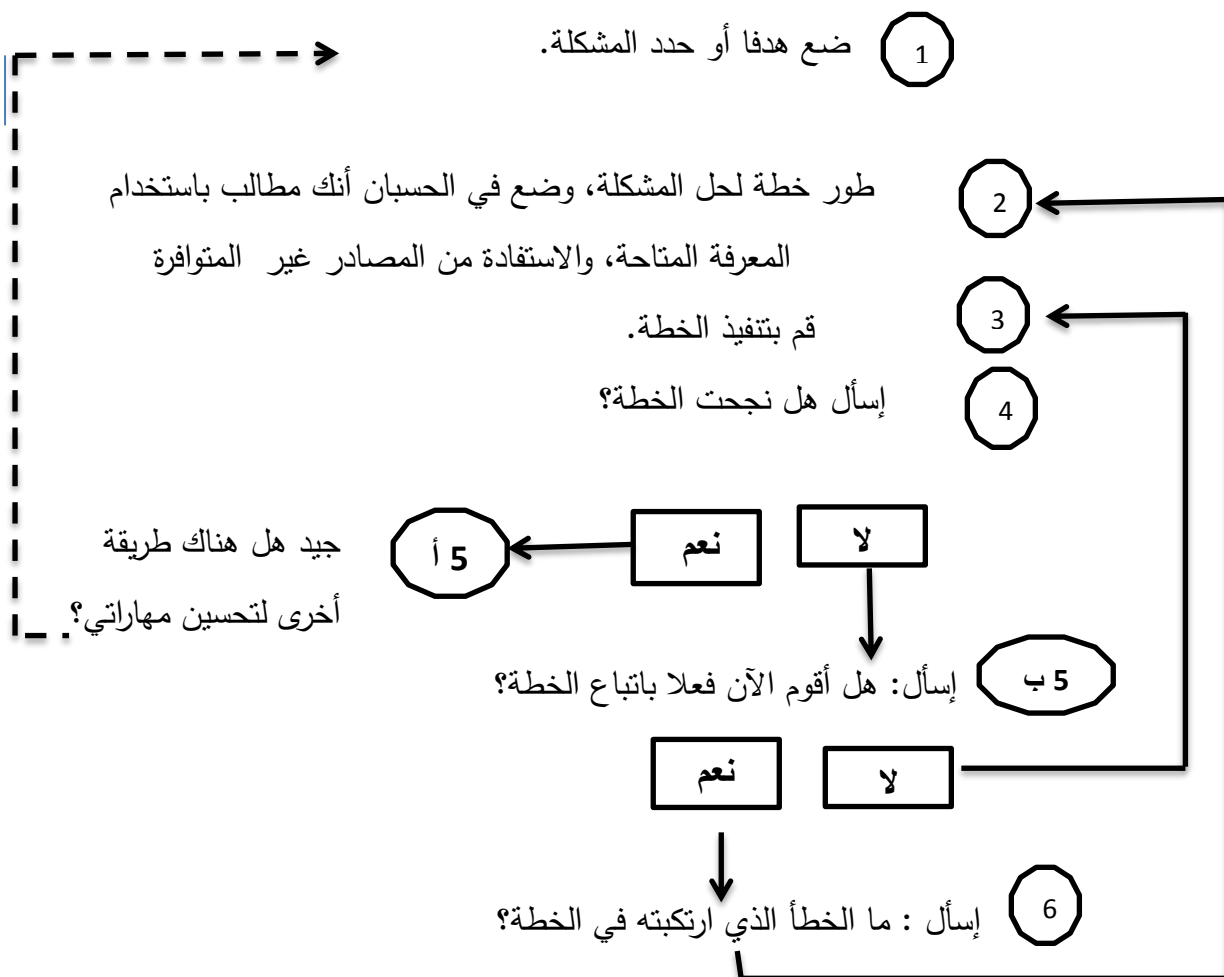 1 ضع هدفا أو حدد المشكلة.
2 طور خطة لحل المشكلة، وضع في الحسبان أنك مطالب باستخدام
المعرفة المتاحة، والاستفادة من المصادر غير المتوافرة
3 قم بتنفيذ الخطة.
4 إسأل هل نجحت الخطة؟
لا
نعم
5 أ
جيد هل هناك طريقة
أخرى لتحسين مهاراتي؟
5 ب إسأل: هل أقوم الآن فعلا باتباع الخطة؟
لا
نعم
6 إسأل : ما الخطأ الذي ارتكبته في الخطة؟